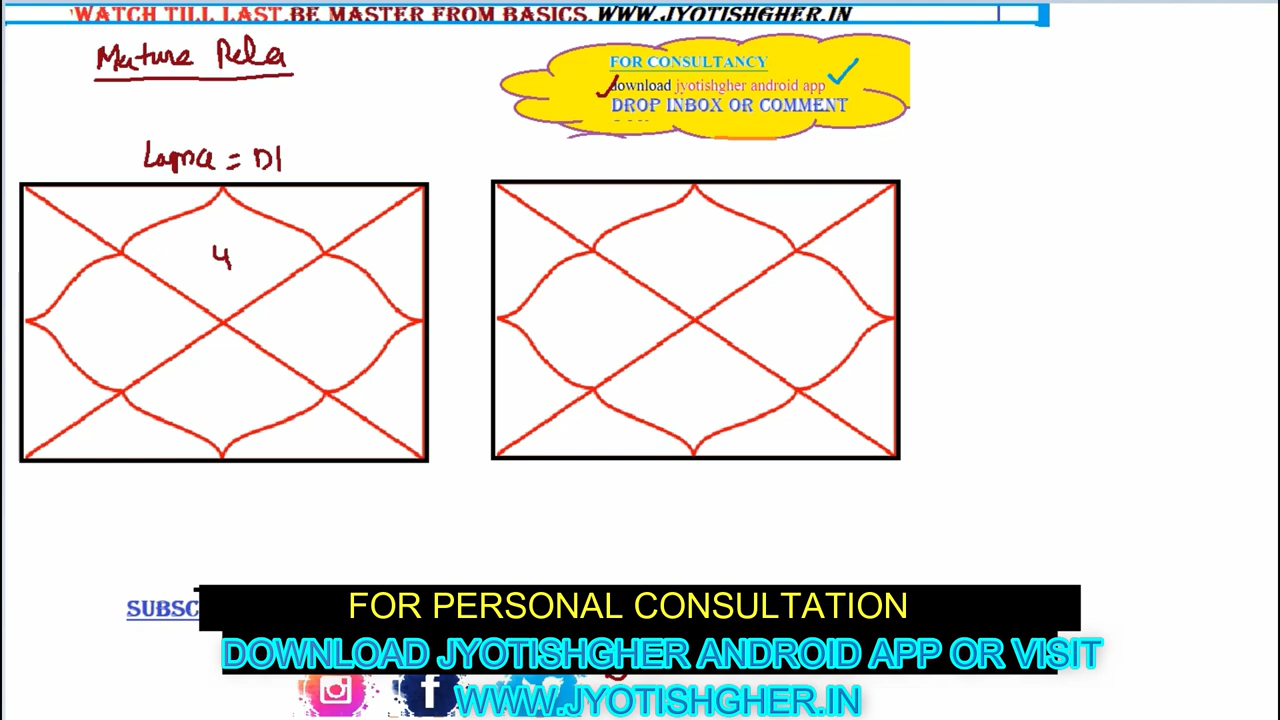 'WATCH TILL LAST.BE MASTER FROM BASICS. WWW.JYOTISHGHER.IN
Mature Rela
FOR CONSULTANCY
download jyotishgher android app
DROP INBOX OR COMMENT
Lagna = D1
4
SUBSC
FOR PERSONAL CONSULTATION
DOWNLOAD JYOTISHGHER ANDROID APP OR VISIT
WWW.JYOTISHGHER.IN